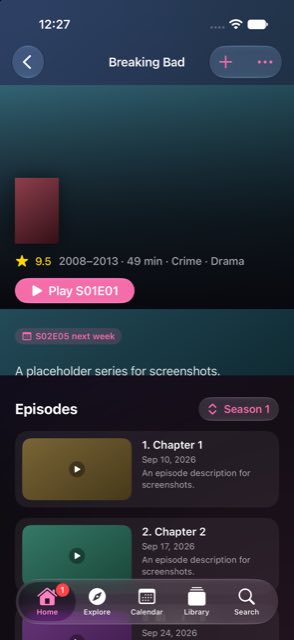 12:27
Breaking Bad
9.5 2008–2013 · 49 min · Crime · Drama
Play S01E01
S02E05 next week
A placeholder series for screenshots.
Episodes
Season 1
1. Chapter 1
Sep 10, 2026
An episode description for
screenshots.
2. Chapter 2
Sep 17, 2026
An episode description for
screenshots.
1
Home
Explore
Calendar
Library
Search
Sep 24, 2026